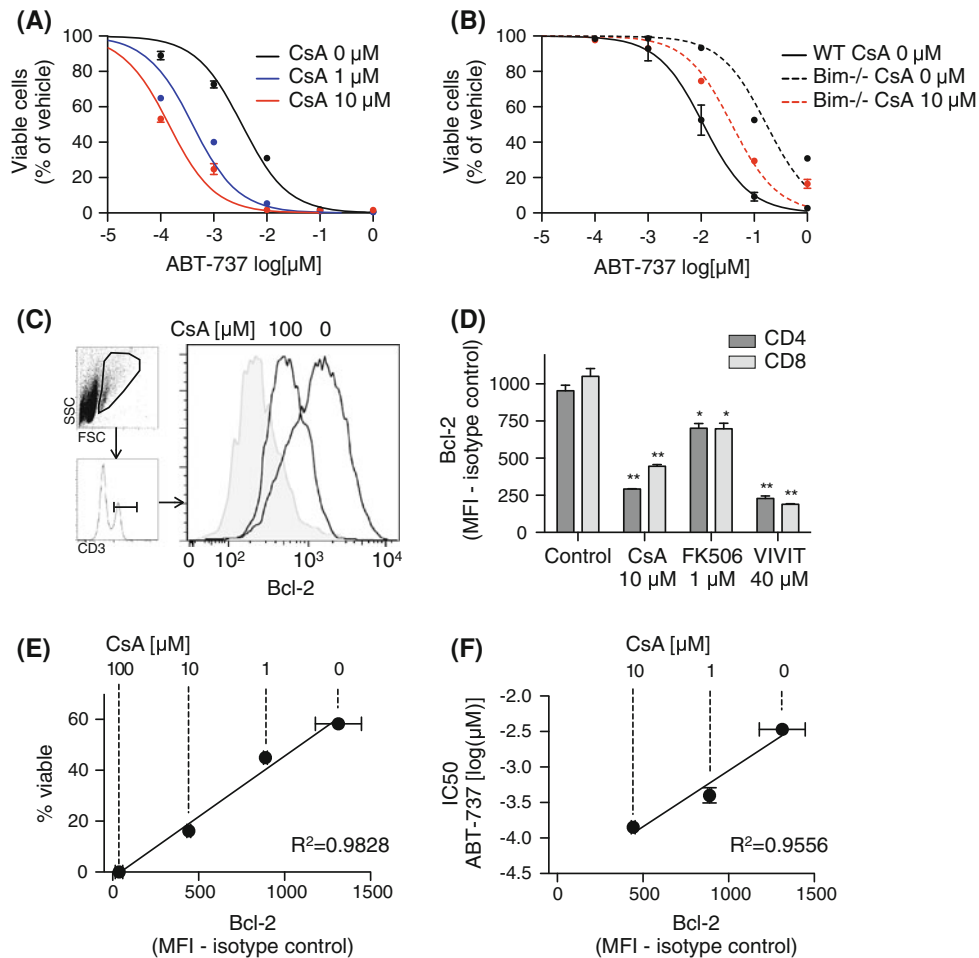 (A)
100
80
60
40
20
0
Viable cells
(% of vehicle)
-5 -4 -3 -2 -1 0
ABT-737 log[µM]
CsA 0 µM
CsA 1 µM
CsA 10 µM
(B)
100
80
60
40
20
0
Viable cells
(% of vehicle)
-5 -4 -3 -2 -1 0
ABT-737 log[µM]
WT CsA 0 µM
Bim-/- CsA 0 µM
Bim-/- CsA 10 µM
(C)
CsA [µM] 100 0
SSC
FSC
CD3
0 10² 10³ 10⁴
Bcl-2
(D)
CD4
CD8
1000
750
500
250
0
Bcl-2
(MFI - isotype control)
** ** * * ** **
Control CsA FK506 VIVIT
10 µM 1 µM 40 µM
(E)
CsA [µM]
100 10 1 0
60
40
20
0
% viable
R²=0.9828
0 500 1000 1500
Bcl-2
(MFI - isotype control)
(F)
CsA [µM]
10 1 0
-2.0
-2.5
-3.0
-3.5
-4.0
-4.5
IC50
ABT-737 [log(µM)]
R²=0.9556
0 500 1000 1500
Bcl-2
(MFI - isotype control)